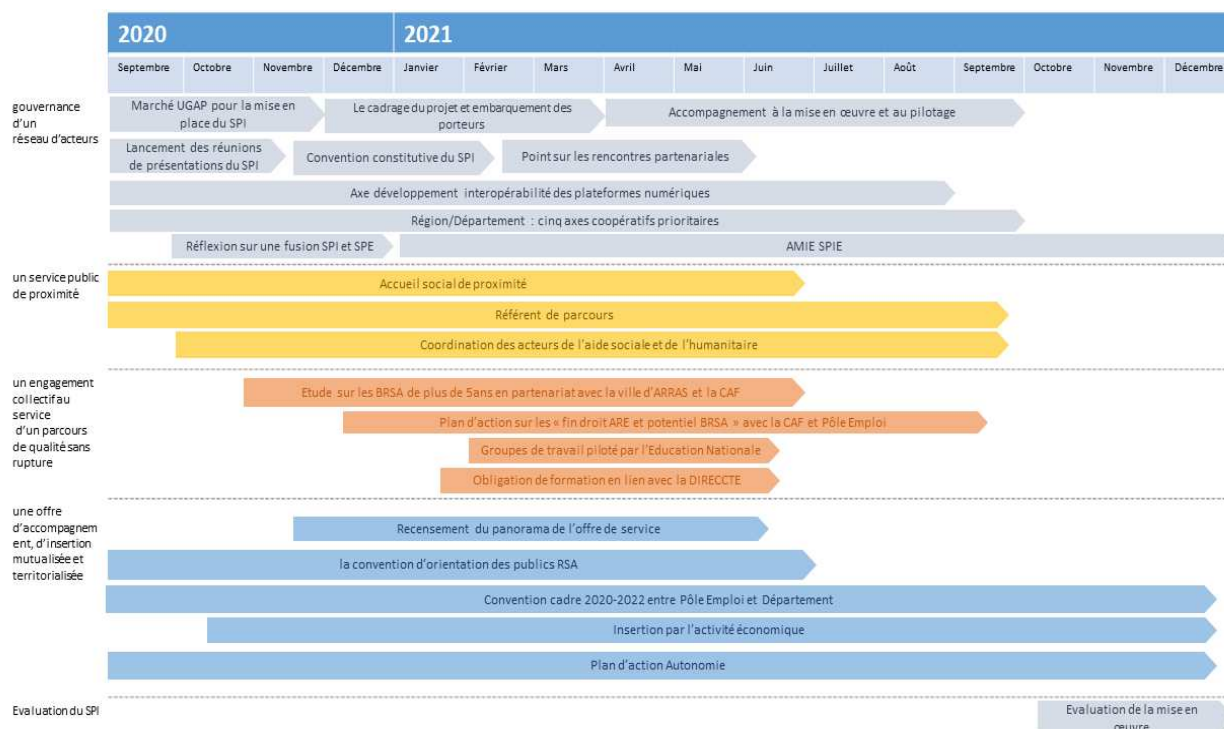 2020
2021
Septembre
Octobre
Novembre
Décembre
Janvier
Février
Mars
Avril
Mai
Juin
Juillet
Août
Septembre
Octobre
Novembre
Décembre
gouvernance
d'un
réseau d'acteurs
Marché UGAP pour la mise en
place du SPI
Le cadrage du projet et embarquement des
porteurs
Accompagnement à la mise en œuvre et au pilotage
Lancement des réunions
de présentations du SPI
Convention constitutive du SPI
Point sur les rencontres partenariales
Axe développement interopérabilité des plateformes numériques
Région/Département : cinq axes coopératifs prioritaires
Réflexion sur une fusion SPI et SPE
AMIE SPIE
un service public
de proximité
Accueil social de proximité
Référent de parcours
Coordination des acteurs de l'aide sociale et de l'humanitaire
un engagement
collectif au
service
d'un parcours
de qualité sans
rupture
Etude sur les BRSA de plus de 5ans en partenariat avec la ville d'ARRAS et la CAF
Plan d'action sur les « fin droit ARE et potentiel BRSA » avec la CAF et Pôle Emploi
Groupes de travail piloté par l'Education Nationale
Obligation de formation en lien avec la DIRECCTE
une offre
d'accompagnem
ent, d'insertion
mutualisée et
territorialisée
Recensement du panorama de l'offre de service
la convention d'orientation des publics RSA
Convention cadre 2020-2022 entre Pôle Emploi et Département
Insertion par l'activité économique
Plan d'action Autonomie
Evaluation du SPI
Evaluation de la mise en
œuvre